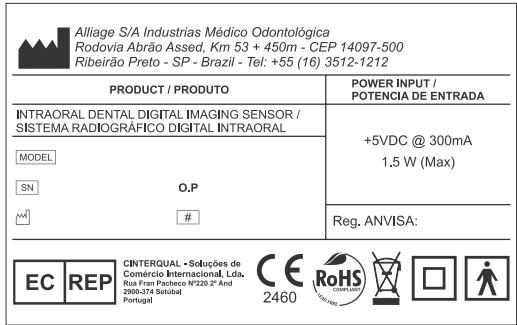 Alliage S/A Industrias Médico Odontológica
Rodovia Abrão Assed, Km 53 + 450m - CEP 14097-500
Ribeirão Preto - SP - Brazil - Tel: +55 (16) 3512-1212
PRODUCT / PRODUTO
POWER INPUT /
POTENCIA DE ENTRADA
INTRAORAL DENTAL DIGITAL IMAGING SENSOR /
SISTEMA RADIOGRÁFICO DIGITAL INTRAORAL
+5VDC @ 300mA
1.5 W (Max)
MODEL
SN
O.P
#
Reg. ANVISA:
EC REP
CINTERQUAL - Soluções de
Comércio Internacional, Lda.
Rua Fran Pacheco Nº220 2º And
2900-374 Setúbal
Portugal
CE
2460
RoHS
COMPLIANT
LEAD FREE